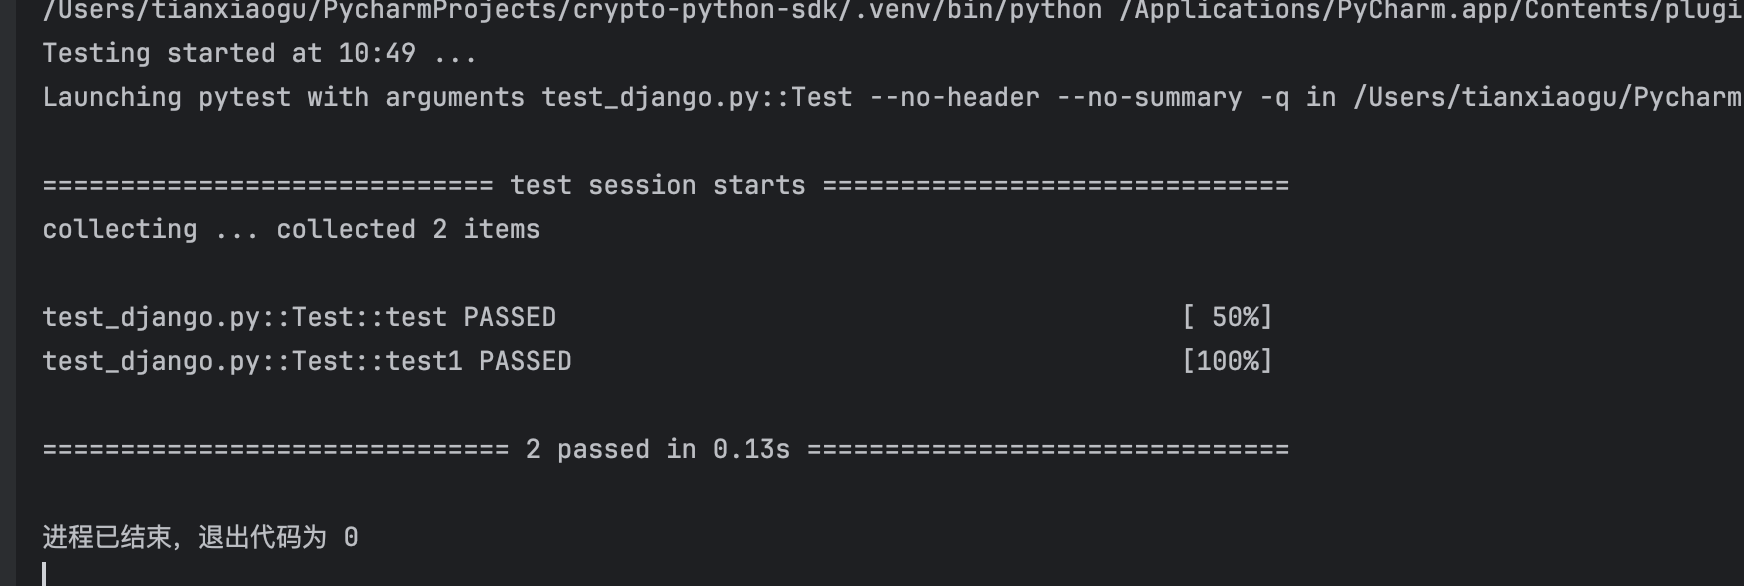 /Users/tianxiaogu/PycharmProjects/crypto-python-sdk/.venv/bin/python /Applications/PyCharm.app/Contents/plugi
Testing started at 10:49 ...
Launching pytest with arguments test_django.py::Test --no-header --no-summary -q in /Users/tianxiaogu/Pycharm
============================= test session starts ==============================
collecting ... collected 2 items
test_django.py::Test::test PASSED [ 50%]
test_django.py::Test::test1 PASSED [100%]
============================== 2 passed in 0.13s ===============================
进程已结束，退出代码为 0